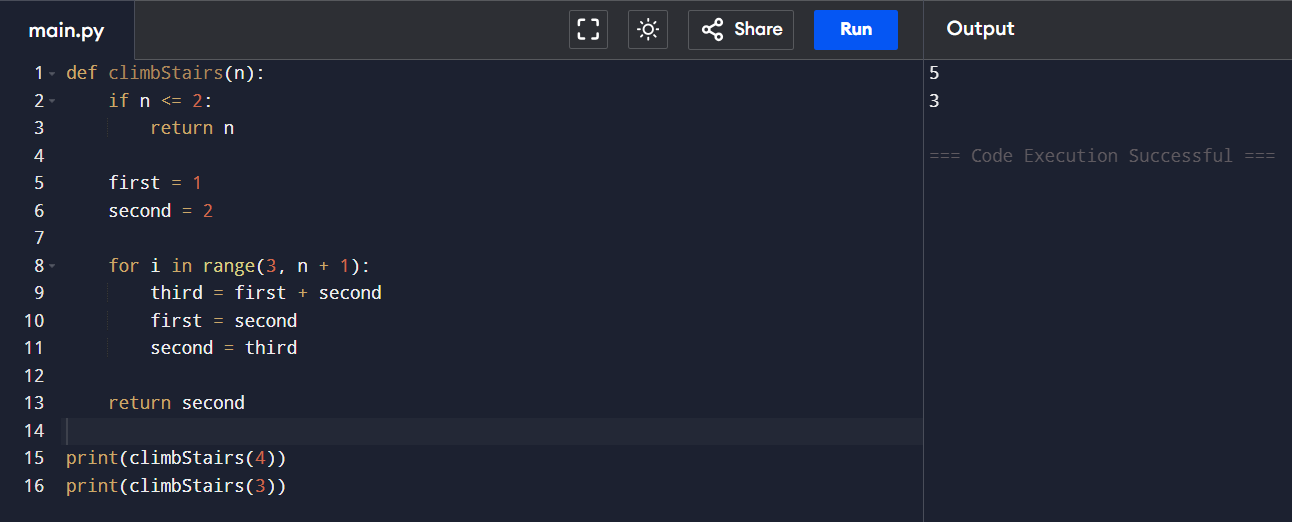 main.py
Share
Run
Output
1 def climbStairs(n):
2     if n <= 2:
3         return n
4
5     first = 1
6     second = 2
7
8     for i in range(3, n + 1):
9         third = first + second
10         first = second
11         second = third
12
13     return second
14
15 print(climbStairs(4))
16 print(climbStairs(3))
5
3
=== Code Execution Successful ===